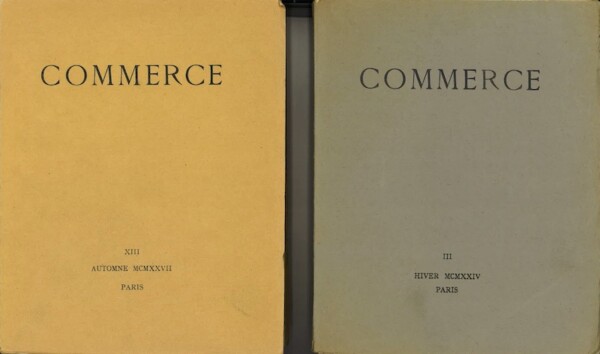 COMMERCE
XIII
AUTOMNE MCMXXVII
PARIS
COMMERCE
III
HIVER MCMXXIV
PARIS